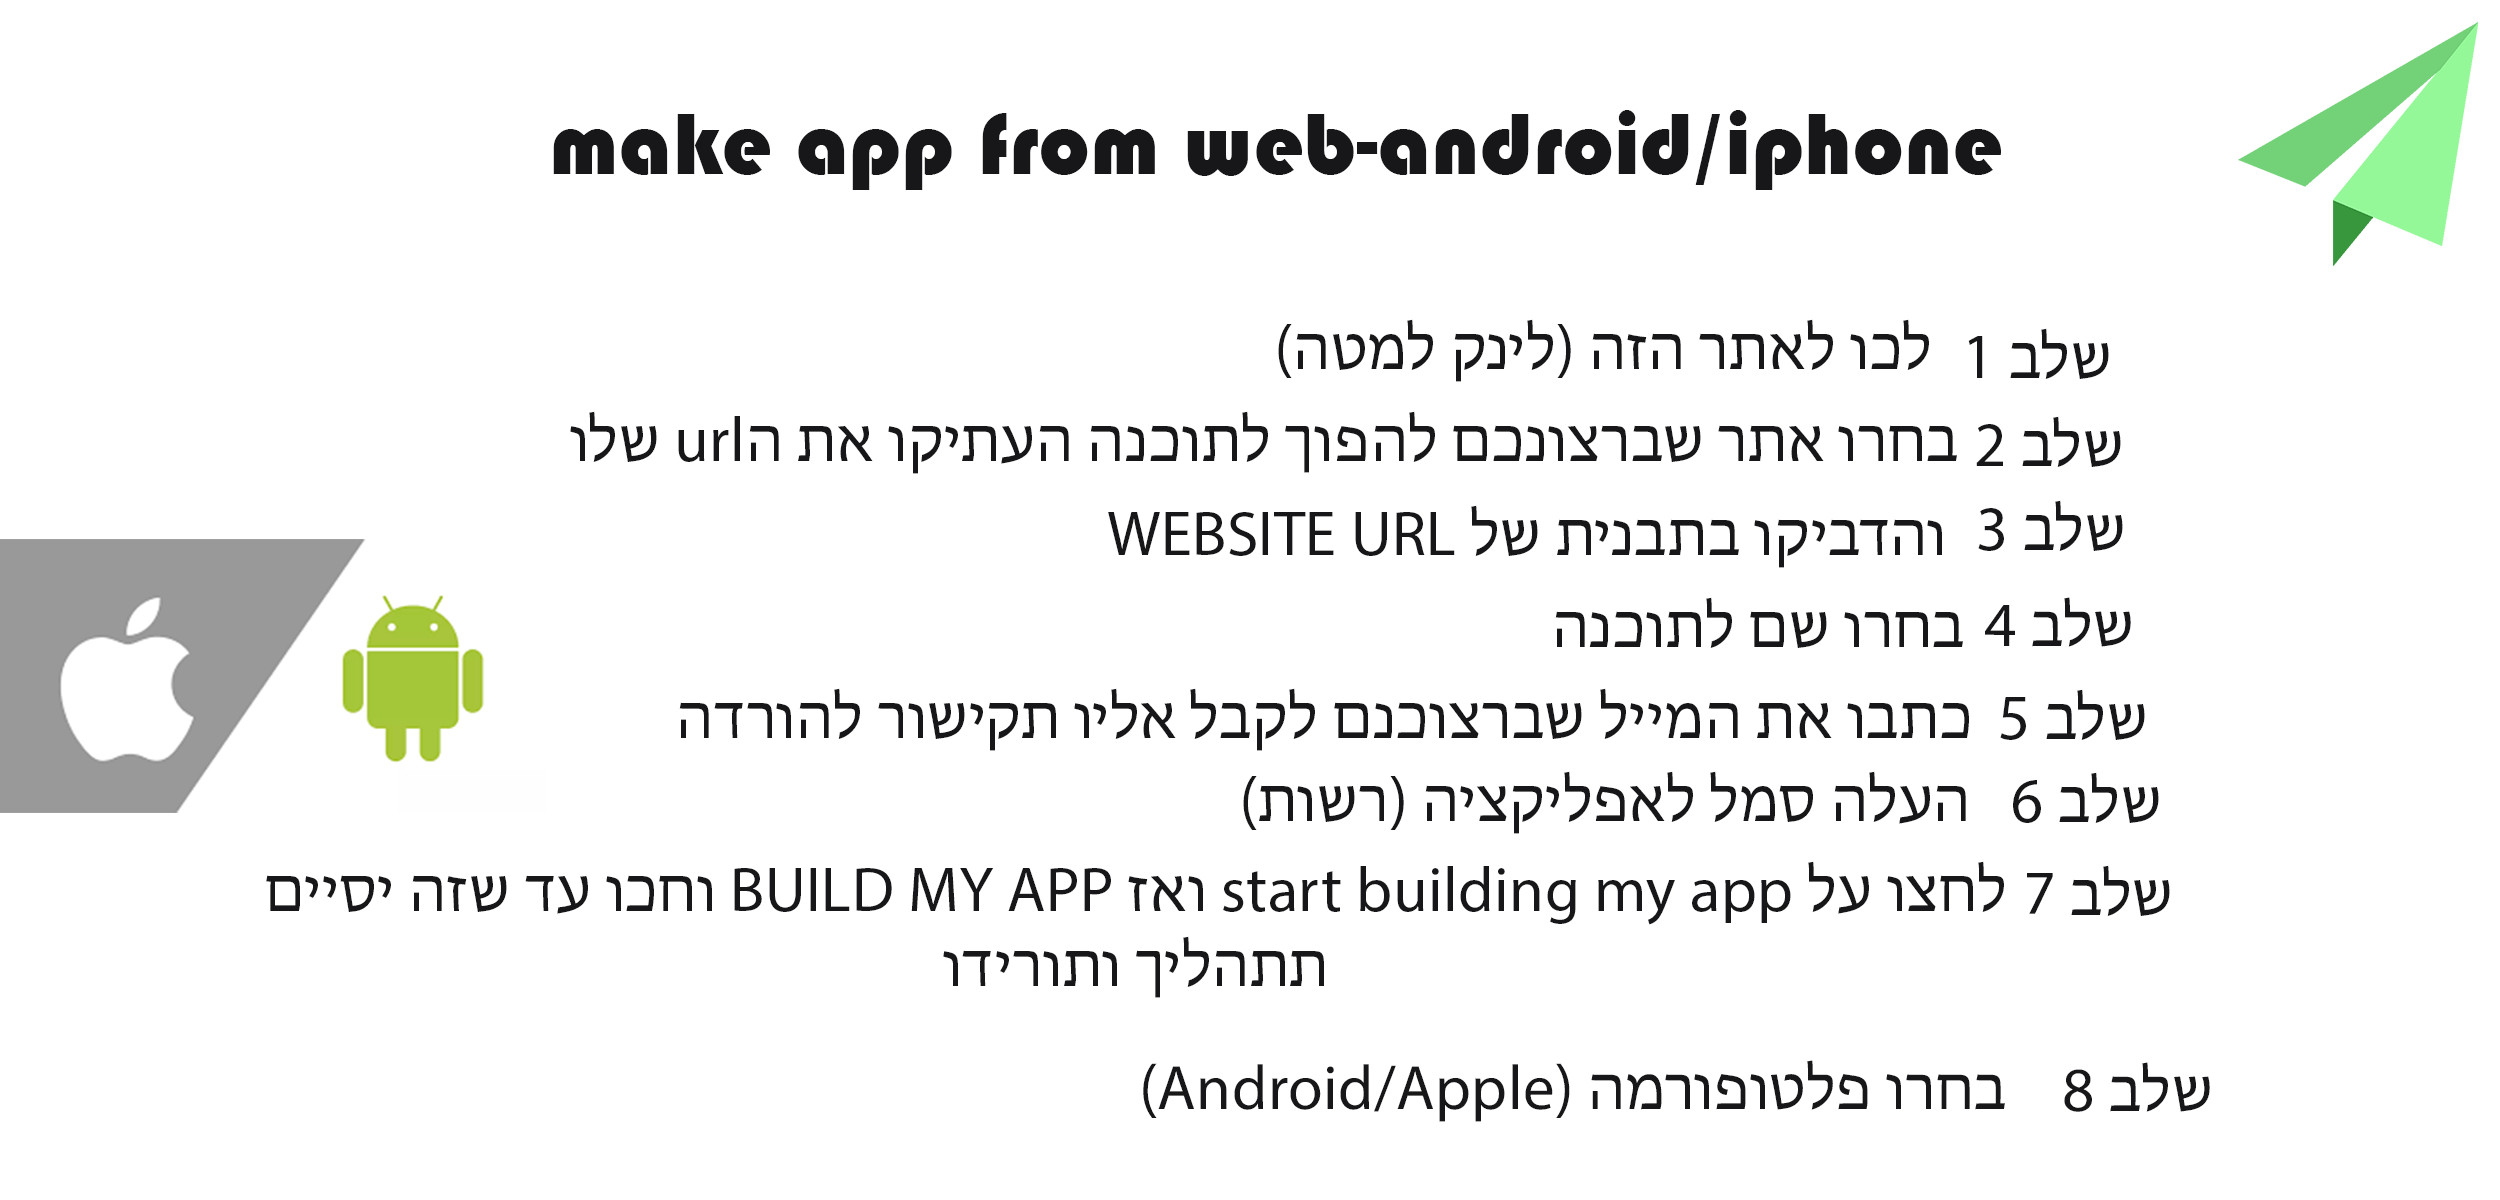 make app from web-android/iphone
שלב 1 לכו לאתר הזה (לינק למטה)
שלב 2 בחרו אתר שברצונכם להפוך לתוכנה העתיקו את הurl שלו
שלב 3 והדביקו בתבנית של WEBSITE URL
שלב 4 בחרו שם לתוכנה
שלב 5 כתבו את המייל שברצובנם לקבל אליו תקישור להורדה
שלב 6 העלה סמל לאפליקציה (רשות)
שלב 7 לחצו על start building my app ואז BUILD MY APP וחכו עד שזה יסיים
תתהליך ותורידו
שלב 8 בחרו פלטופורמה (Android/Apple)